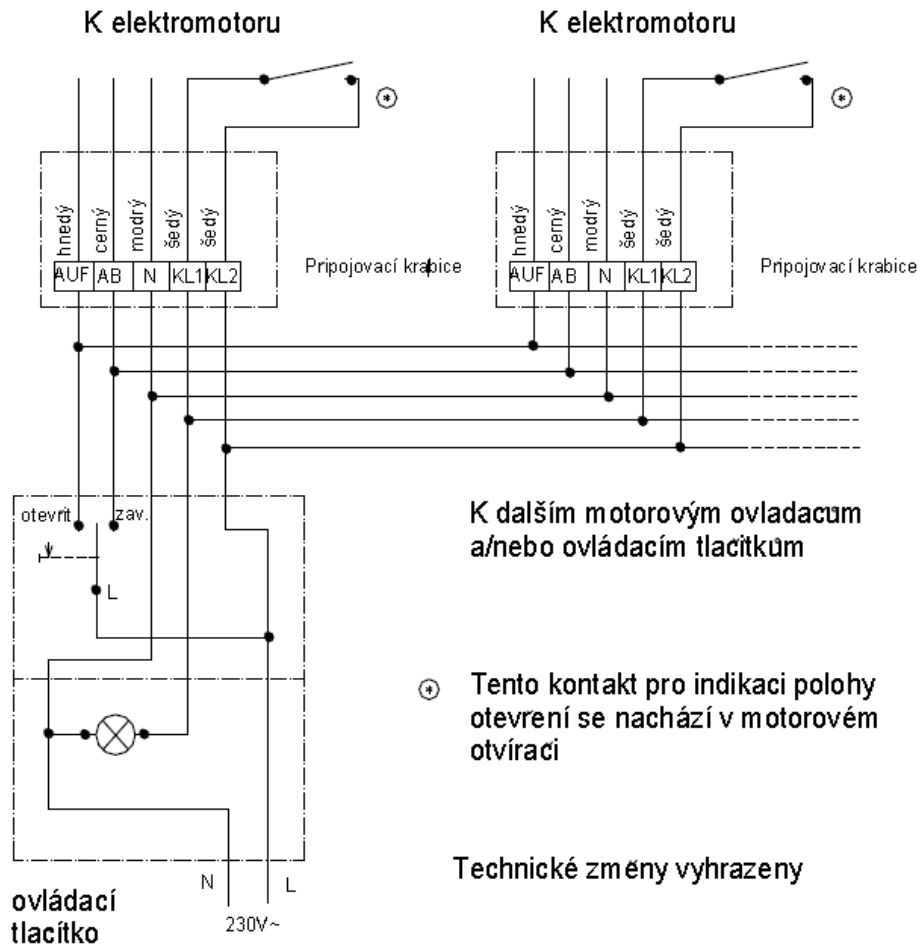 K elektromotoru
K elektromotoru
hnedý
cerný
modrý
šedý
šedý
AUF AB N KL1 KL2
Pripojovací krabice
hnedý
cerný
modrý
šedý
šedý
AUF AB N KL1 KL2
Pripojovací krabice
otevrit
zav.
L
K dalším motorovým ovladacum
a/nebo ovládacím tlacítkum
* Tento kontakt pro indikaci polohy
otevrení se nachází v motorovém
otvíraci
Technické změny vyhrazeny
N
L
230V~
ovládací
tlacítko